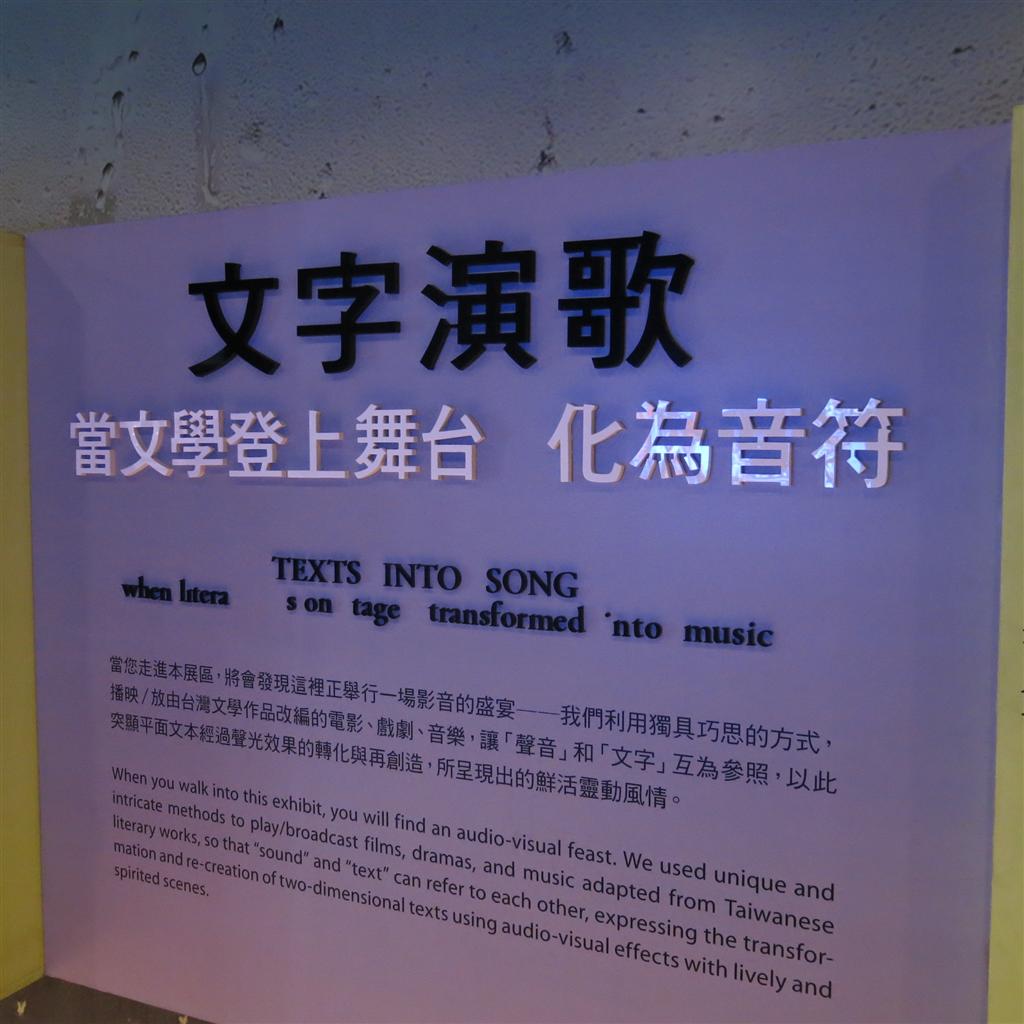 文字演歌
當文學登上舞台 化為音符
TEXTS INTO SONG
when litera s on tage transformed nto music
當您走進本展區，將會發現這裡正舉行一場影音的盛宴——我們利用獨具巧思的方式，
播映/放由台灣文學作品改編的電影、戲劇、音樂，讓「聲音」和「文字」互為參照，以此
突顯平面文本經過聲光效果的轉化與再創造，所呈現出的鮮活靈動風情。
When you walk into this exhibit, you will find an audio-visual feast. We used unique and
intricate methods to play/broadcast films, dramas, and music adapted from Taiwanese
literary works, so that “sound” and “text” can refer to each other, expressing the transfor-
mation and re-creation of two-dimensional texts using audio-visual effects with lively and
spirited scenes.